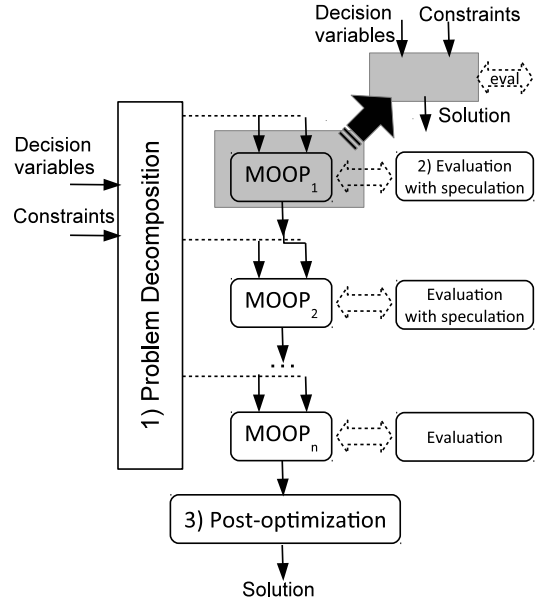 Decision
variables
Constraints
eval
Solution
Decision
variables
Constraints
1) Problem Decomposition
MOOP1
2) Evaluation
with speculation
MOOP2
Evaluation
with speculation
...
MOOPn
Evaluation
3) Post-optimization
Solution